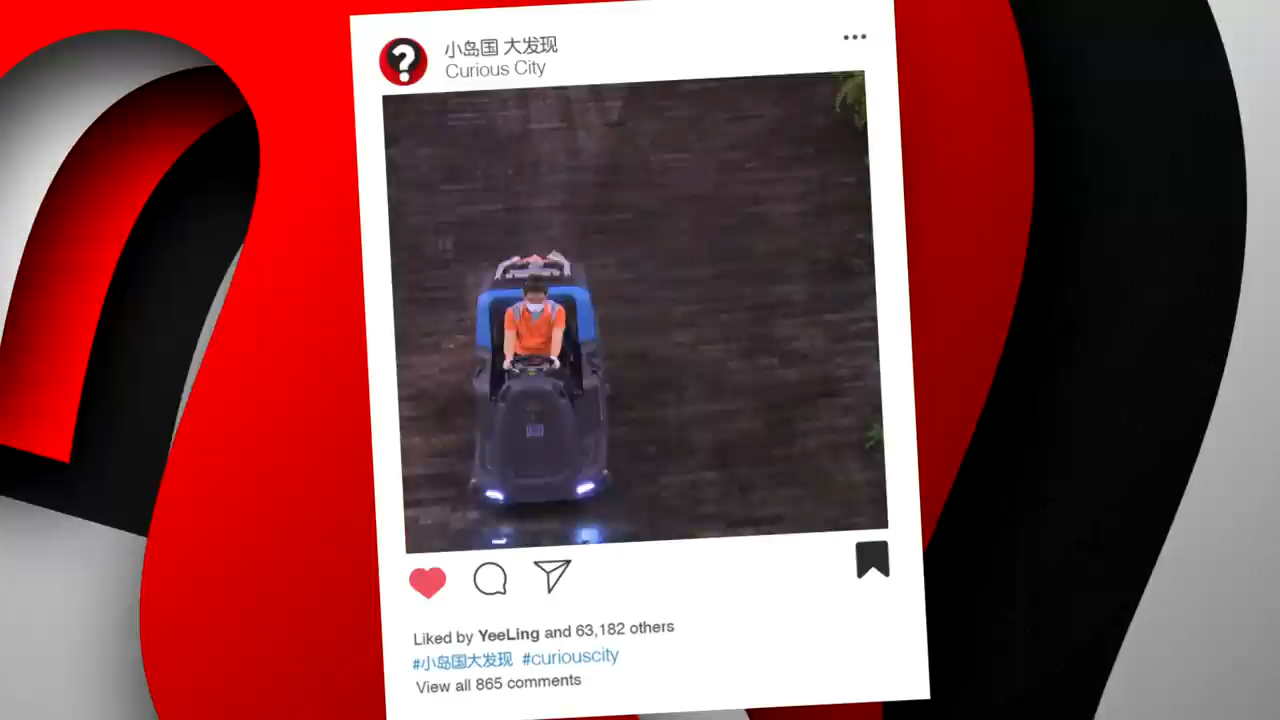 小岛国 大发现
Curious City
Liked by YeeLing and 63,182 others
#小岛国大发现 #curiouscity
View all 865 comments